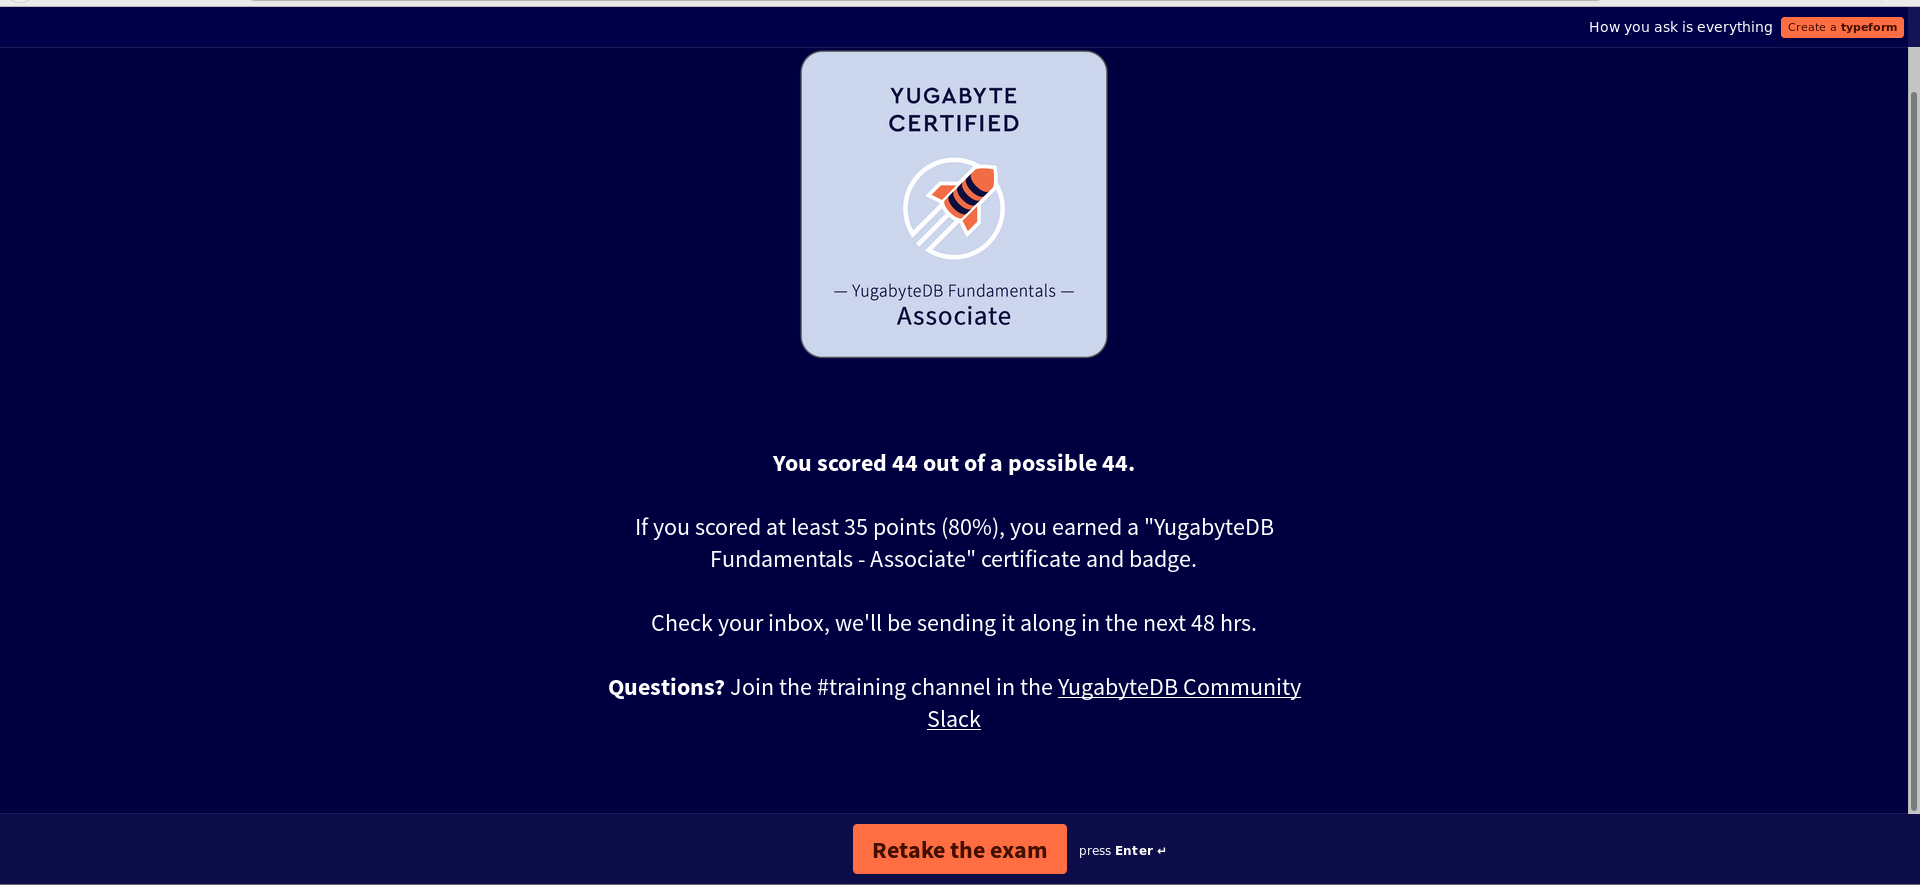 How you ask is everything Create a typeform
YUGABYTE
CERTIFIED
— YugabyteDB Fundamentals —
Associate
You scored 44 out of a possible 44.
If you scored at least 35 points (80%), you earned a "YugabyteDB
Fundamentals - Associate" certificate and badge.
Check your inbox, we'll be sending it along in the next 48 hrs.
Questions? Join the #training channel in the YugabyteDB Community
Slack
Retake the exam press Enter ↵